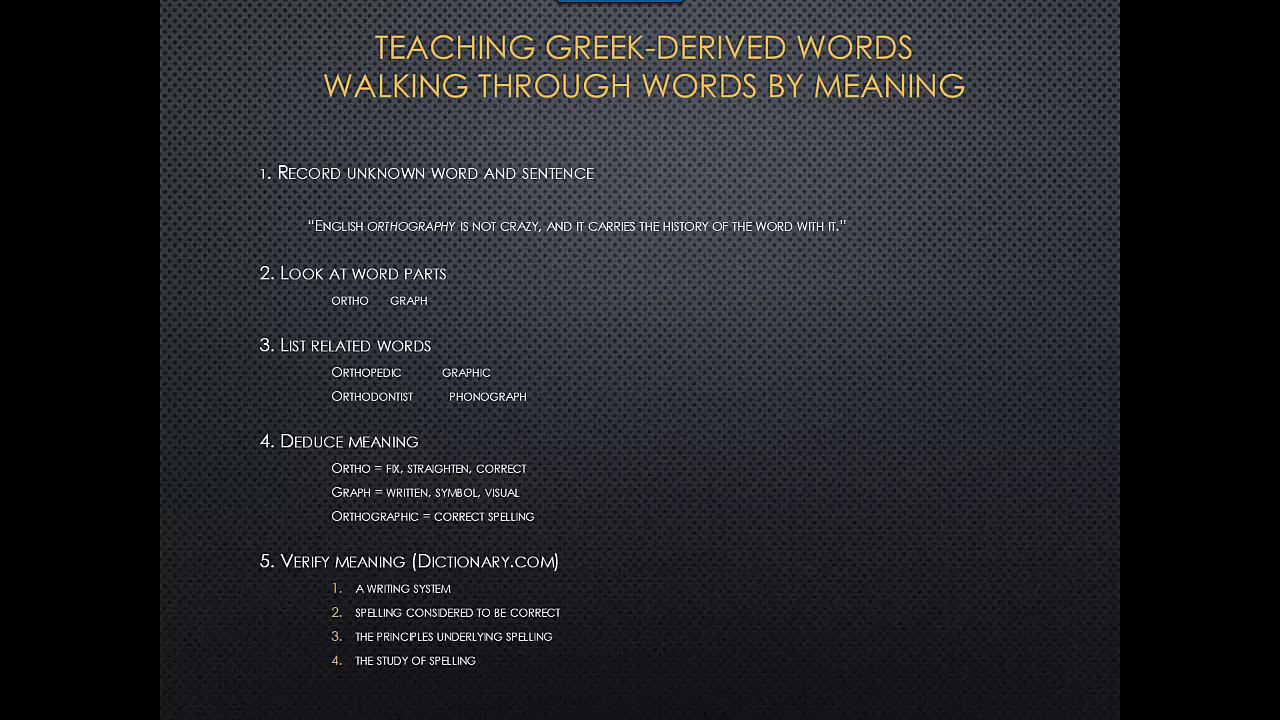 TEACHING GREEK-DERIVED WORDS
WALKING THROUGH WORDS BY MEANING
1. RECORD UNKNOWN WORD AND SENTENCE
"ENGLISH ORTHOGRAPHY IS NOT CRAZY, AND IT CARRIES THE HISTORY OF THE WORD WITH IT."
2. LOOK AT WORD PARTS
ORTHO GRAPH
3. LIST RELATED WORDS
ORTHOPEDIC GRAPHIC
ORTHODONTIST PHONOGRAPH
4. DEDUCE MEANING
ORTHO = FIX, STRAIGHTEN, CORRECT
GRAPH = WRITTEN, SYMBOL, VISUAL
ORTHOGRAPHIC = CORRECT SPELLING
5. VERIFY MEANING (DICTIONARY.COM)
1. A WRITING SYSTEM
2. SPELLING CONSIDERED TO BE CORRECT
3. THE PRINCIPLES UNDERLYING SPELLING
4. THE STUDY OF SPELLING